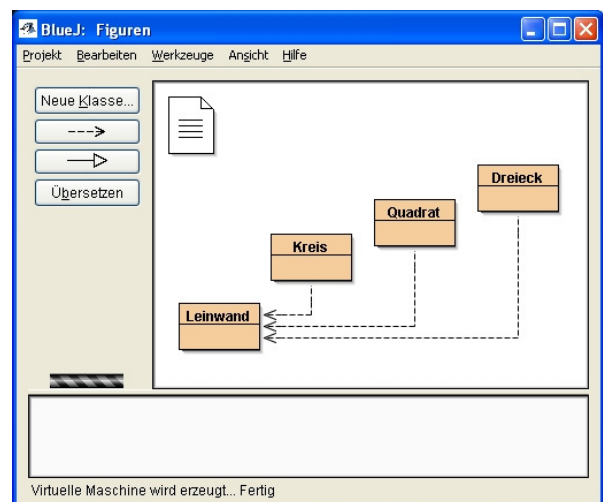 BlueJ: Figuren
Projekt Bearbeiten Werkzeuge Ansicht Hilfe
Neue Klasse...
Übersetzen
Dreieck
Quadrat
Kreis
Leinwand
Virtuelle Maschine wird erzeugt... Fertig